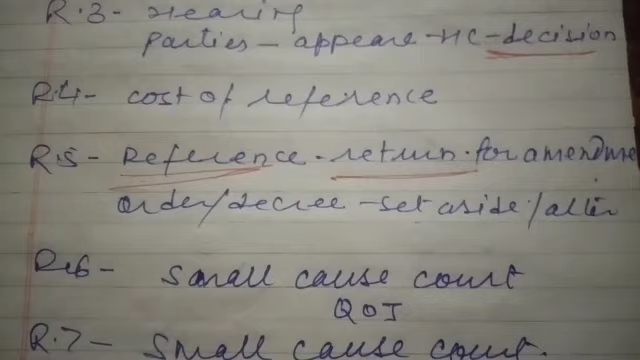 R.3- Hearing
parties - appear - HC - decision
R.4- cost of reference
R.5- Reference - return - for amendme
order/decree - set aside / alter
R.6- Small cause court
QOJ
R.7- Small cause court.